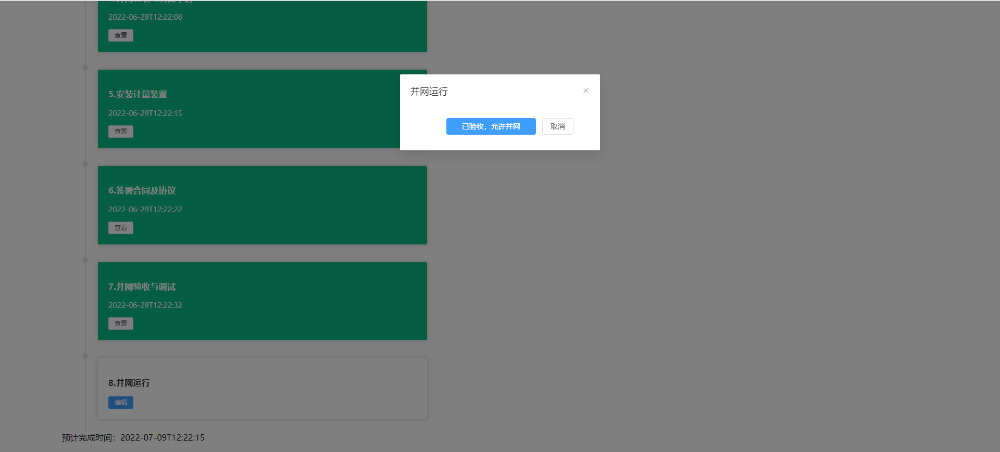 2022-06-29T12:22:08
查看
5.安装计量装置
2022-06-29T12:22:15
查看
并网运行
已验收，允许并网
取消
6.签署合同及协议
2022-06-29T12:22:22
查看
7.并网验收与调试
2022-06-29T12:22:32
查看
8.并网运行
编辑
预计完成时间：2022-07-09T12:22:15